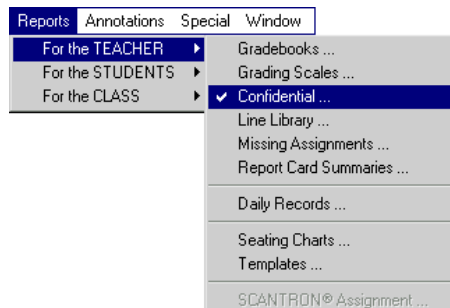 Reports Annotations Special Window
For the TEACHER
For the STUDENTS
For the CLASS
Gradebooks ...
Grading Scales ...
Confidential ...
Line Library ...
Missing Assignments ...
Report Card Summaries ...
Daily Records ...
Seating Charts ...
Templates ...
SCANTRON® Assignment ...